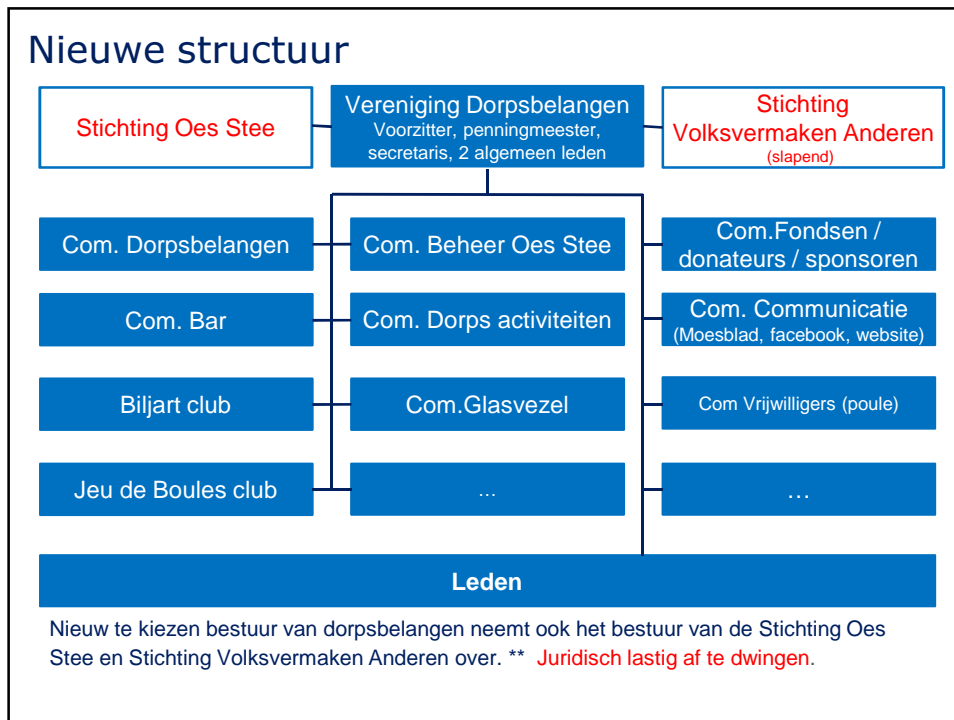 Nieuwe structuur
Stichting Oes Stee
Vereniging Dorpsbelangen
Voorzitter, penningmeester,
secretaris, 2 algemeen leden
Stichting
Volksvermaken Anderen
(slapend)
Com. Dorpsbelangen
Com. Beheer Oes Stee
Com.Fondsen /
donateurs / sponsoren
Com. Bar
Com. Dorps activiteiten
Com. Communicatie
(Moesblad, facebook, website)
Biljart club
Com.Glasvezel
Com Vrijwilligers (poule)
Jeu de Boules club
...
...
Leden
Nieuw te kiezen bestuur van dorpsbelangen neemt ook het bestuur van de Stichting Oes
Stee en Stichting Volksvermaken Anderen over. ** Juridisch lastig af te dwingen.